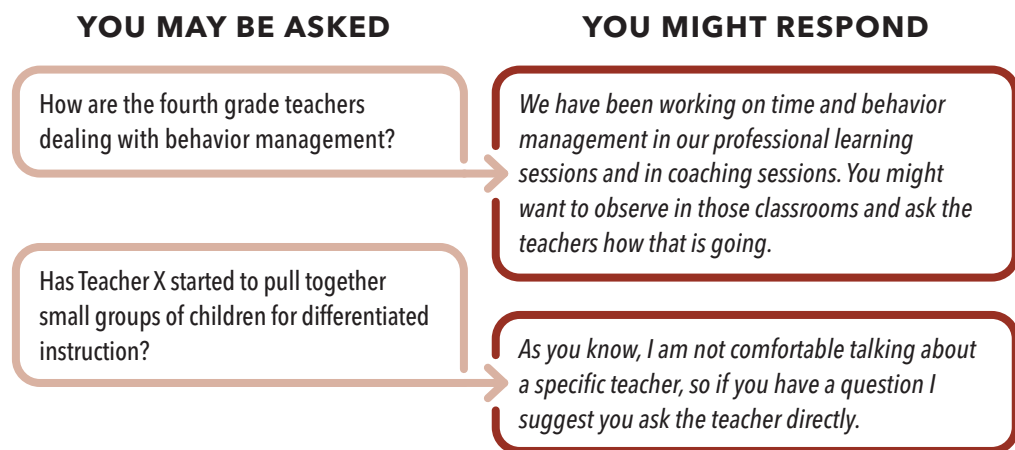 YOU MAY BE ASKED
YOU MIGHT RESPOND
How are the fourth grade teachers
dealing with behavior management?
We have been working on time and behavior
management in our professional learning
sessions and in coaching sessions. You might
want to observe in those classrooms and ask the
teachers how that is going.
Has Teacher X started to pull together
small groups of children for differentiated
instruction?
As you know, I am not comfortable talking about
a specific teacher, so if you have a question I
suggest you ask the teacher directly.